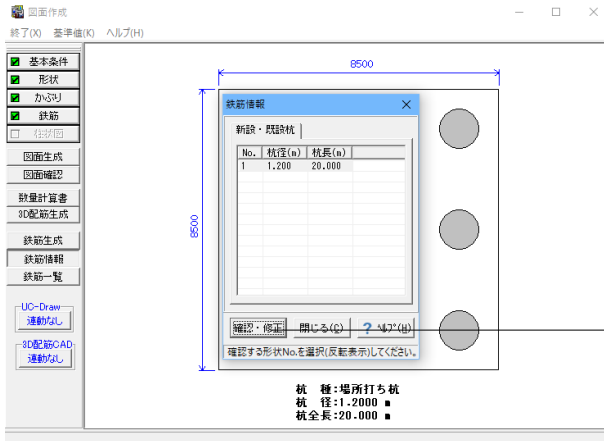 図面作成
終了(X) 基準値(K) ヘルプ(H)
基本条件
形状
かぶり
鉄筋
柱状図
図面生成
図面確認
数量計算書
3D配筋生成
鉄筋生成
鉄筋情報
鉄筋一覧
UC-Draw
連動なし
3D配筋CAD
連動なし
8500
8500
鉄筋情報
新設・既設杭
No. 杭径(m) 杭長(m)
1 1.200 20.000
確認・修正 閉じる(C) ? ヘルプ(H)
確認する形状No.を選択(反転表示)してください。
杭 種:場所打ち杭
杭 径:1.2000 m
杭全長:20.000 m